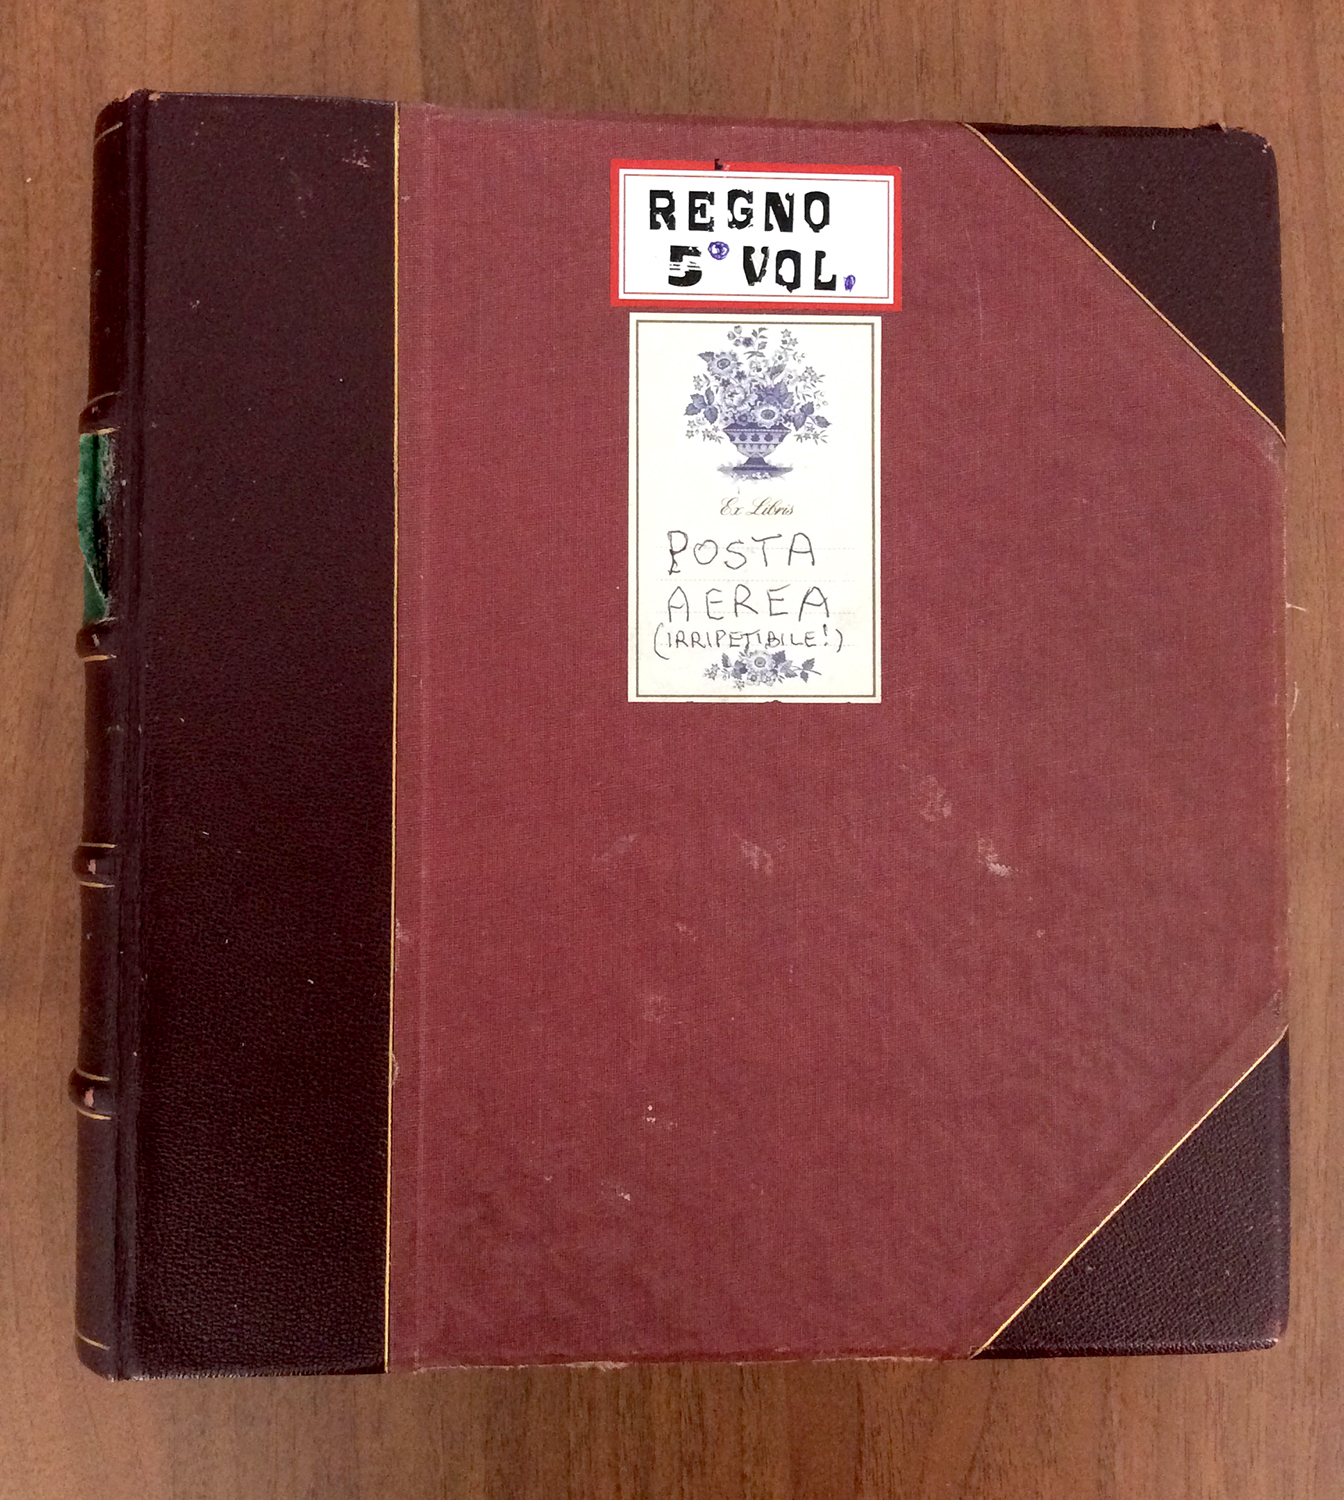 REGNO
5° VOL.
Ex Libris
POSTA
AEREA
(IRRIPETIBILE!)